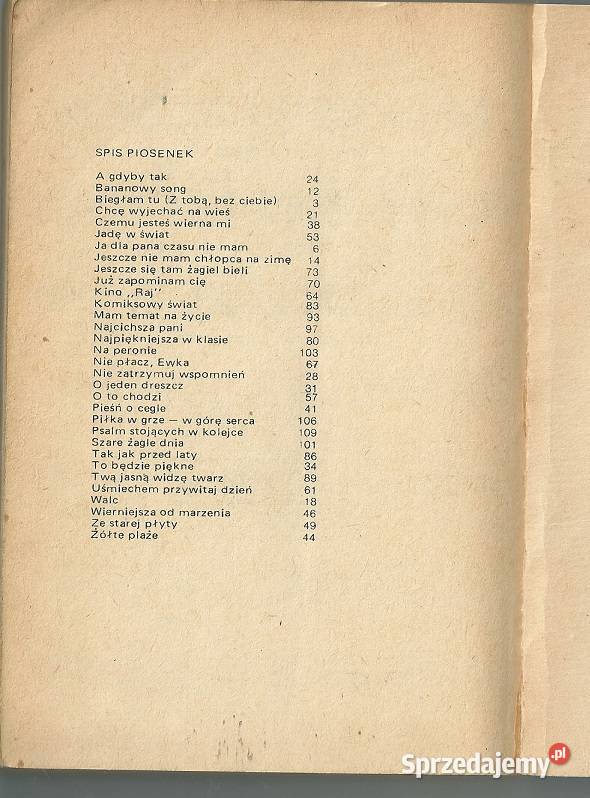 SPIS PIOSENEK
A gdyby tak 24
Bananowy song 12
Biegłam tu (Z tobą, bez ciebie) 3
Chcę wyjechać na wieś 21
Czemu jesteś wierna mi 38
Jadę w świat 53
Ja dla pana czasu nie mam 6
Jeszcze nie mam chłopca na zimę 14
Jeszcze się tam żagiel bieli 73
Już zapominam cię 70
Kino „Raj" 64
Komiksowy świat 83
Mam temat na życie 93
Najcichsza pani 97
Najpiękniejsza w klasie 80
Na peronie 103
Nie płacz, Ewka 67
Nie zatrzymuj wspomnień 28
O jeden dreszcz 31
O to chodzi 57
Pieśń o cegle 41
Piłka w grze — w górę serca 106
Psalm stojących w kolejce 109
Szare żagle dnia 101
Tak jak przed laty 86
To będzie piękne 34
Twą jasną widzę twarz 89
Uśmiechem przywitaj dzień 61
Walc 18
Wierniejsza od marzenia 46
Ze starej płyty 49
Żółte plaże 44
Sprzedajemy.pl